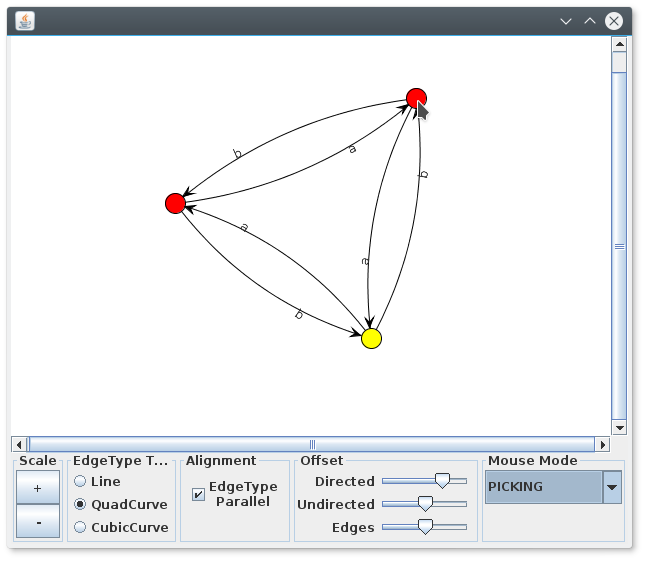 b
a
b
a
a
b
Scale
EdgeType T...
Alignment
Offset
Mouse Mode
+
-
Line
QuadCurve
CubicCurve
EdgeType
Parallel
Directed
Undirected
Edges
PICKING